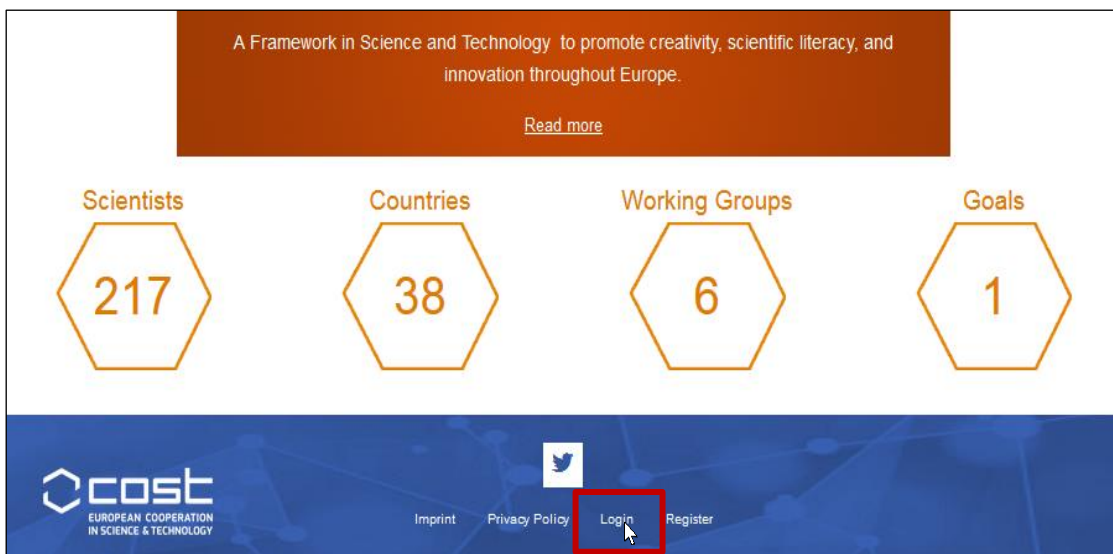 A Framework in Science and Technology to promote creativity, scientific literacy, and
innovation throughout Europe.
Read more
Scientists
Countries
Working Groups
Goals
217
38
6
1
cost
EUROPEAN COOPERATION
IN SCIENCE & TECHNOLOGY
Imprint
Privacy Policy
Login
Register